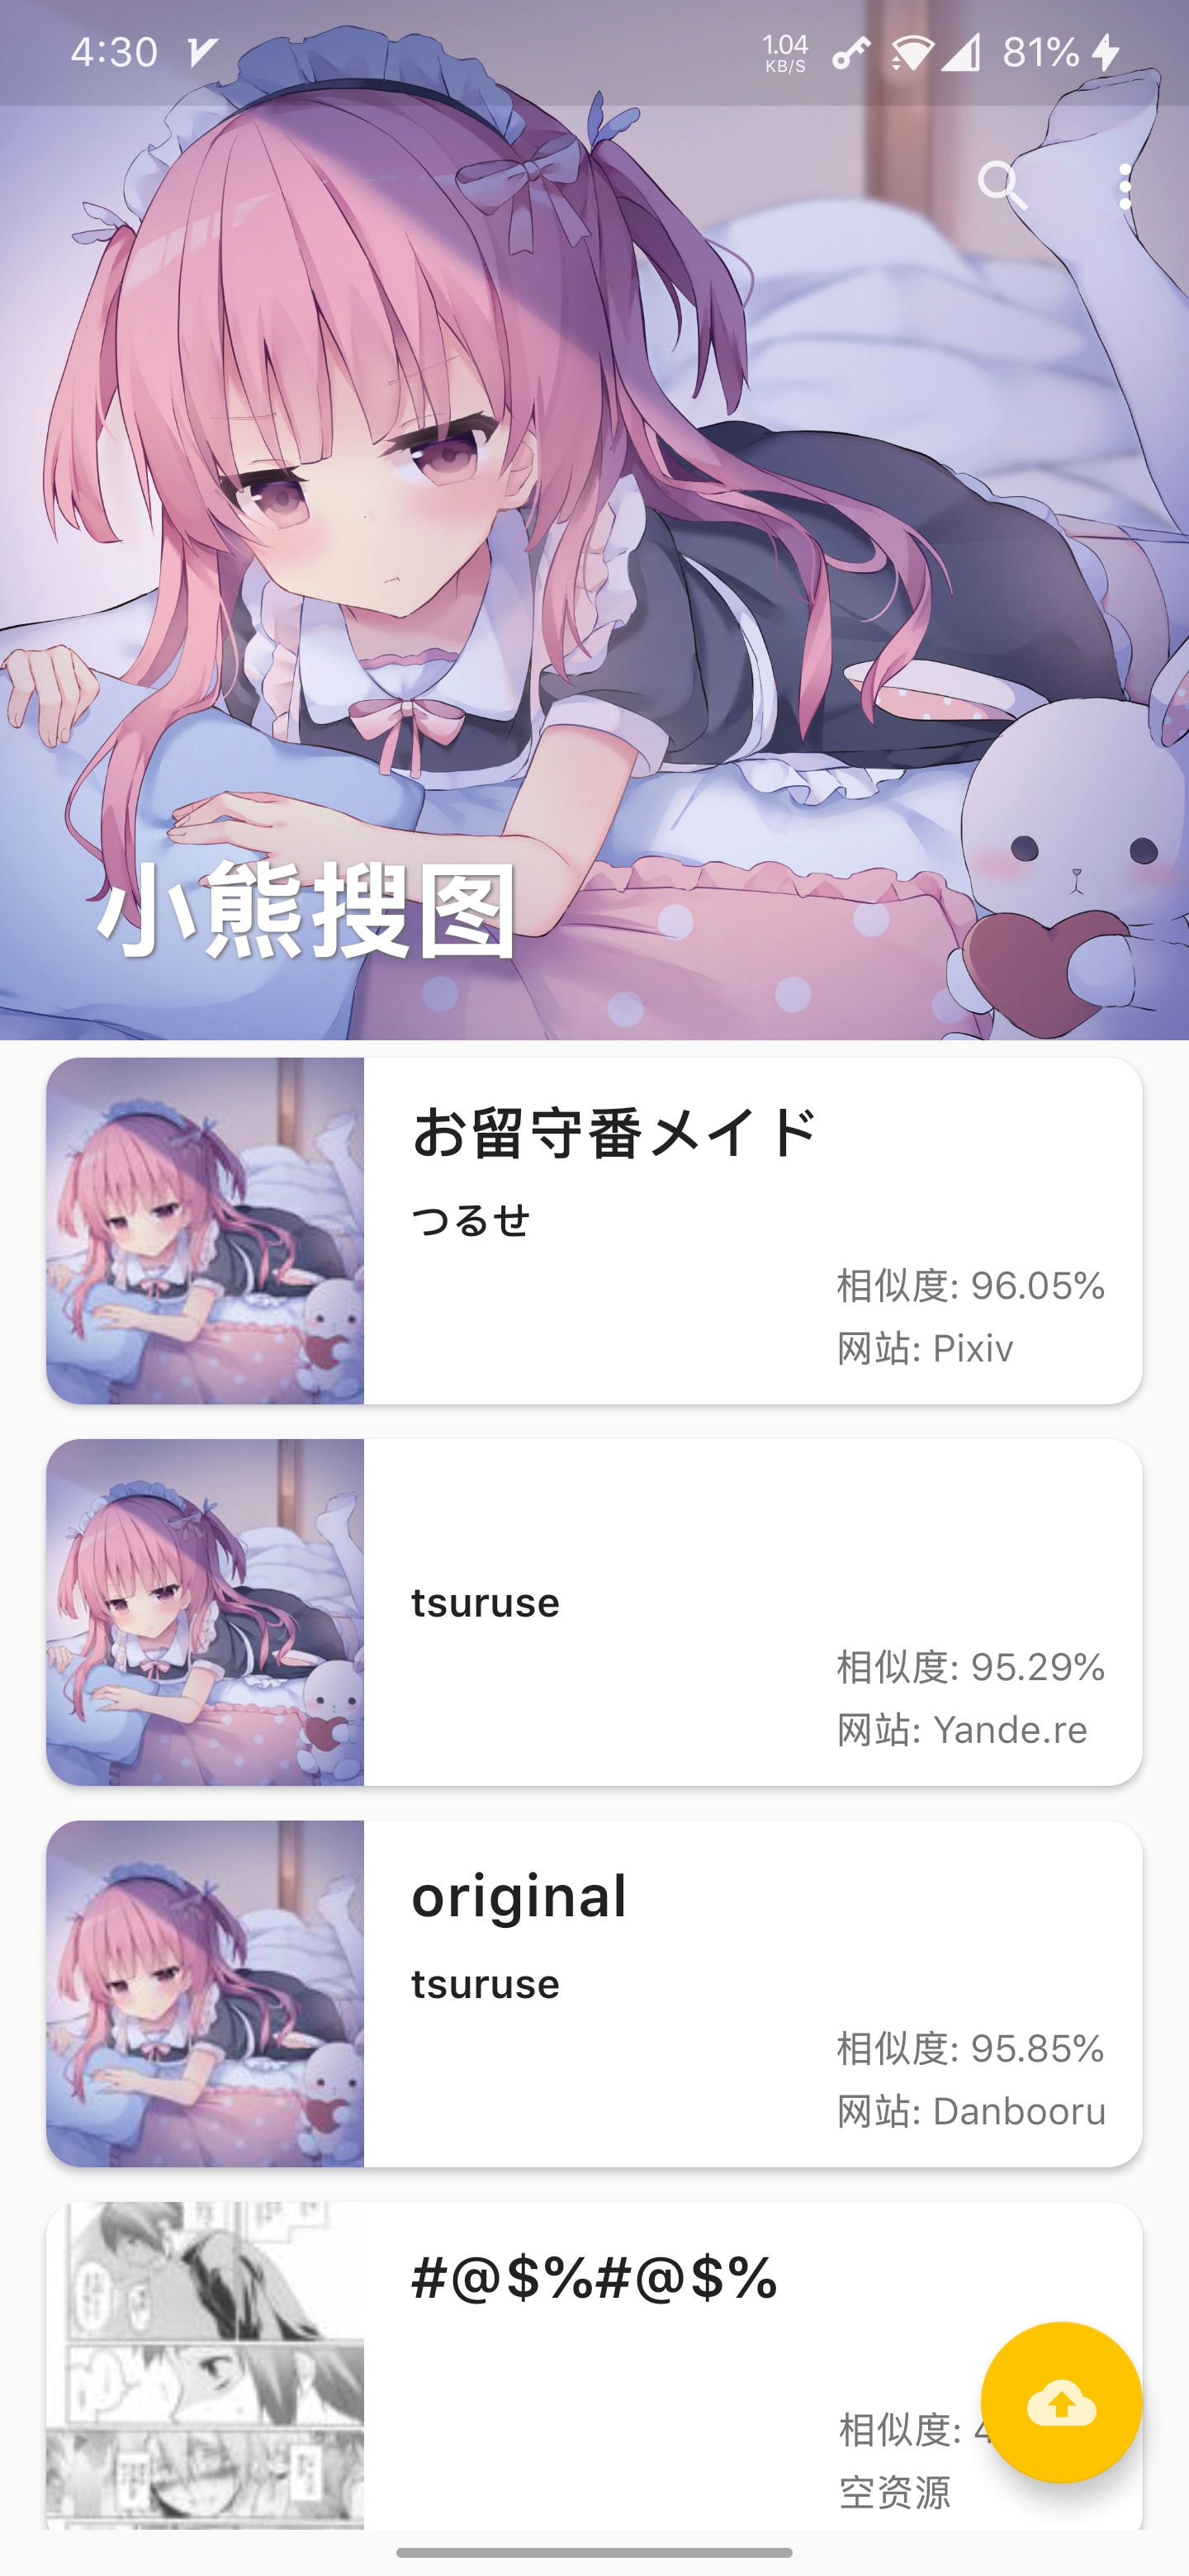 4:30
1.04
KB/S
81%
小熊搜图
お留守番メイド
つるせ
相似度: 96.05%
网站: Pixiv
tsuruse
相似度: 95.29%
网站: Yande.re
original
tsuruse
相似度: 95.85%
网站: Danbooru
#@$%#@$%
相似度: 4
空资源